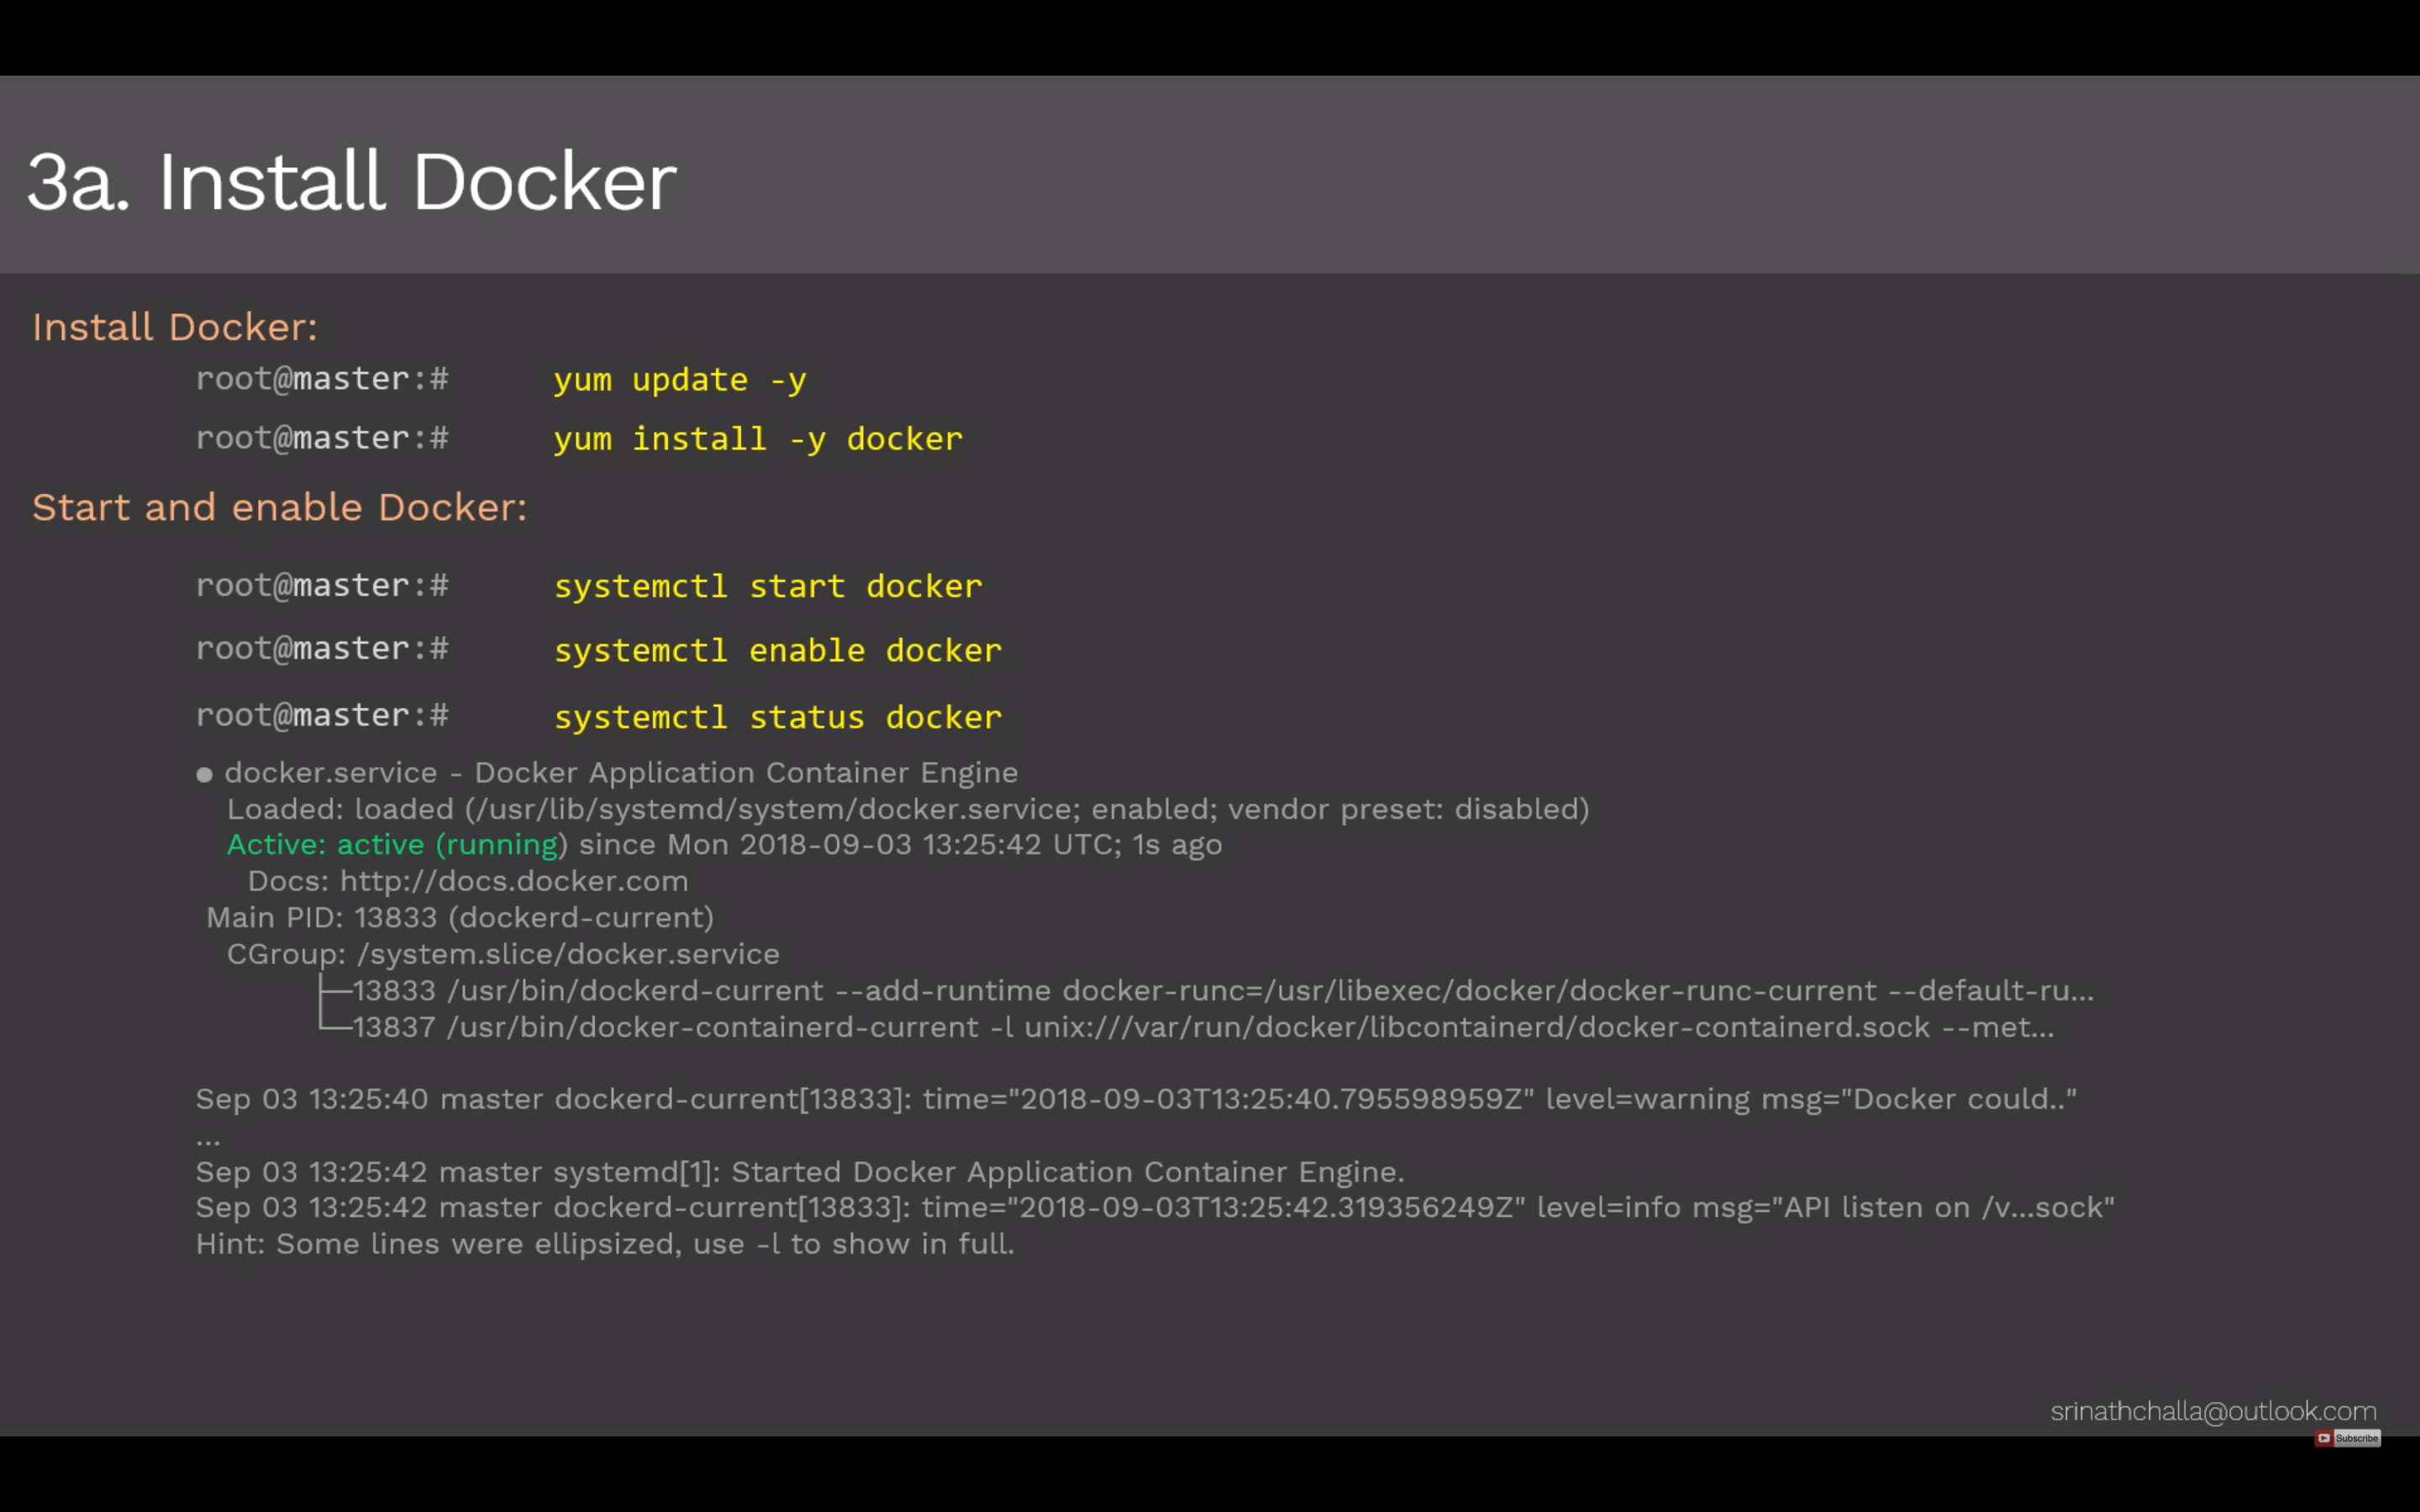 3a. Install Docker
Install Docker:
root@master:# yum update -y
root@master:# yum install -y docker
Start and enable Docker:
root@master:# systemctl start docker
root@master:# systemctl enable docker
root@master:# systemctl status docker
● docker.service - Docker Application Container Engine
Loaded: loaded (/usr/lib/systemd/system/docker.service; enabled; vendor preset: disabled)
Active: active (running) since Mon 2018-09-03 13:25:42 UTC; 1s ago
Docs: http://docs.docker.com
Main PID: 13833 (dockerd-current)
CGroup: /system.slice/docker.service
├─13833 /usr/bin/dockerd-current --add-runtime docker-runc=/usr/libexec/docker/docker-runc-current --default-ru...
└─13837 /usr/bin/docker-containerd-current -l unix:///var/run/docker/libcontainerd/docker-containerd.sock --met...
Sep 03 13:25:40 master dockerd-current[13833]: time="2018-09-03T13:25:40.795598959Z" level=warning msg="Docker could.."
...
Sep 03 13:25:42 master systemd[1]: Started Docker Application Container Engine.
Sep 03 13:25:42 master dockerd-current[13833]: time="2018-09-03T13:25:42.319356249Z" level=info msg="API listen on /v...sock"
Hint: Some lines were ellipsized, use -l to show in full.
srinathchalla@outlook.com
Subscribe